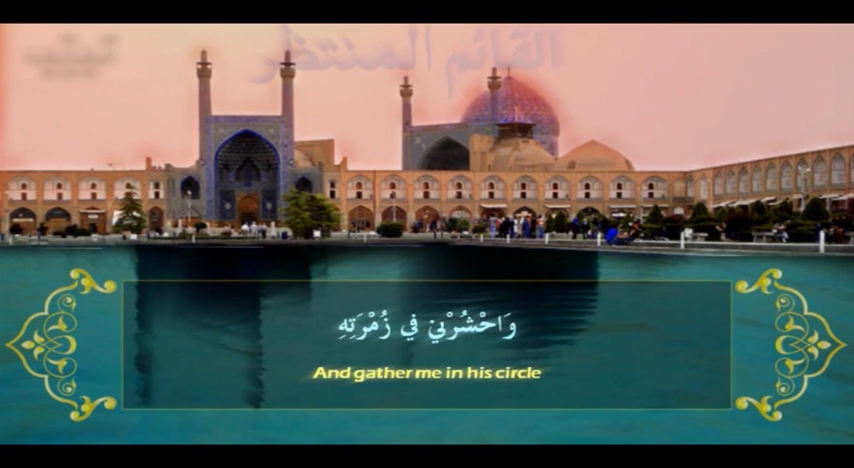 القائم المنتظر
وَاحْشُرْنِيْ فِي زُمْرَتِهِ
And gather me in his circle